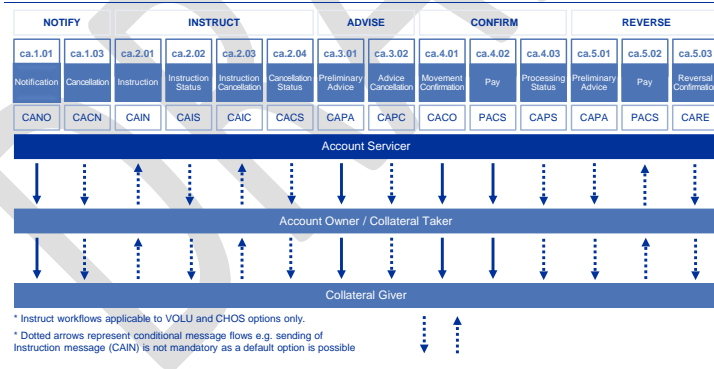 NOTIFY INSTRUCT ADVISE CONFIRM REVERSE
ca.1.01 ca.1.03 ca.2.01 ca.2.02 ca.2.03 ca.2.04 ca.3.01 ca.3.02 ca.4.01 ca.4.02 ca.4.03 ca.5.01 ca.5.02 ca.5.03
Notification Cancellation Instruction Instruction Status Instruction Cancellation Cancellation Status Preliminary Advice Advice Cancellation Movement Confirmation Pay Processing Status Preliminary Advice Pay Reversal Confirmation
CANO CACN CAIN CAIS CAIC CACS CAPA CAPC CACO PACS CAPS CAPA PACS CARE
Account Servicer
Account Owner / Collateral Taker
Collateral Giver
* Instruct workflows applicable to VOLU and CHOS options only.
* Dotted arrows represent conditional message flows e.g. sending of
Instruction message (CAIN) is not mandatory as a default option is possible